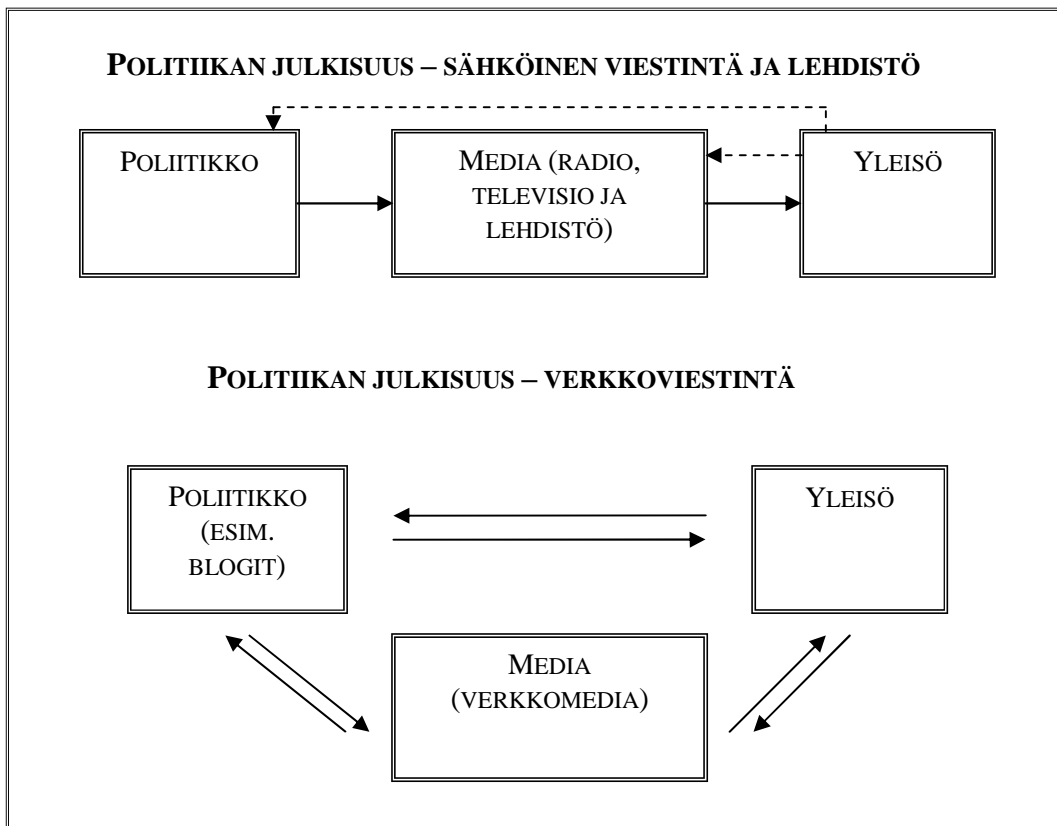 POLITIIKAN JULKISUUS – SÄHKÖINEN VIESTINTÄ JA LEHDISTÖ
POLIITIKKO
MEDIA (RADIO,
TELEVISIO JA
LEHDISTÖ)
YLEISÖ
POLITIIKAN JULKISUUS – VERKKOVIESTINTÄ
POLIITIKKO
(ESIM.
BLOGIT)
YLEISÖ
MEDIA
(VERKKOMEDIA)